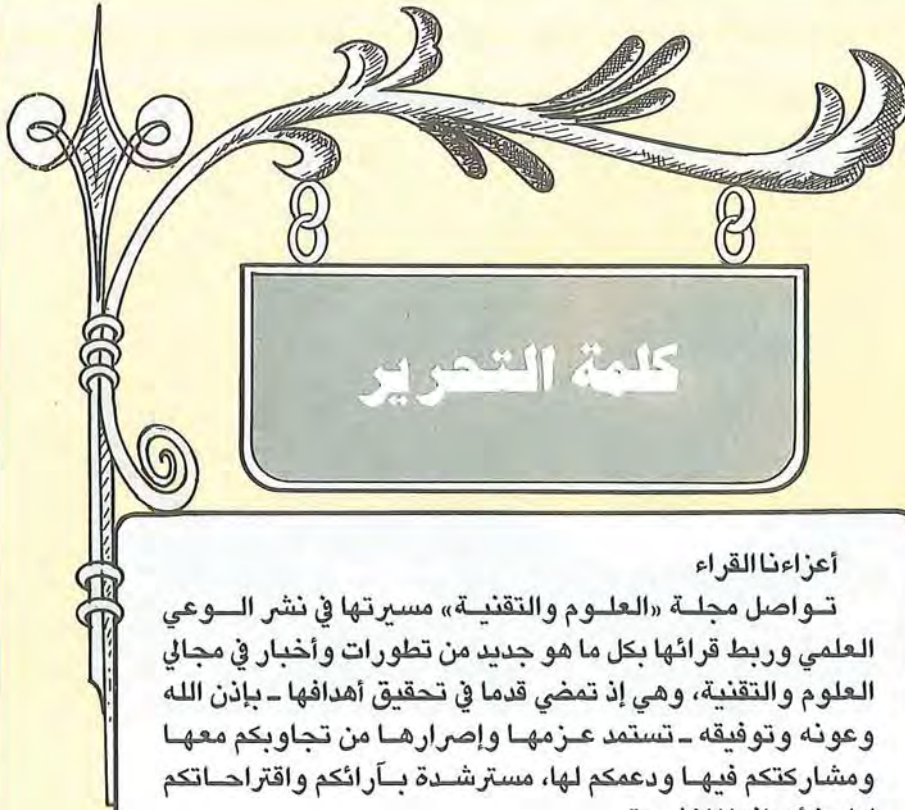 كلمة التحرير
أعزاءنا القراء
تواصل مجلة «العلوم والتقنية» مسيرتها في نشر الوعي
العلمي وربط قرائها بكل ما هو جديد من تطورات وأخبار في مجالي
العلوم والتقنية، وهي إذ تمضي قدما في تحقيق أهدافها ـ بإذن الله
وعونه وتوفيقه ـ تستمد عزمها وإصرارها من تجاوبكم معها
ومشاركتكم فيها ودعمكم لها، مسترشدة بآرائكم واقتراحاتكم